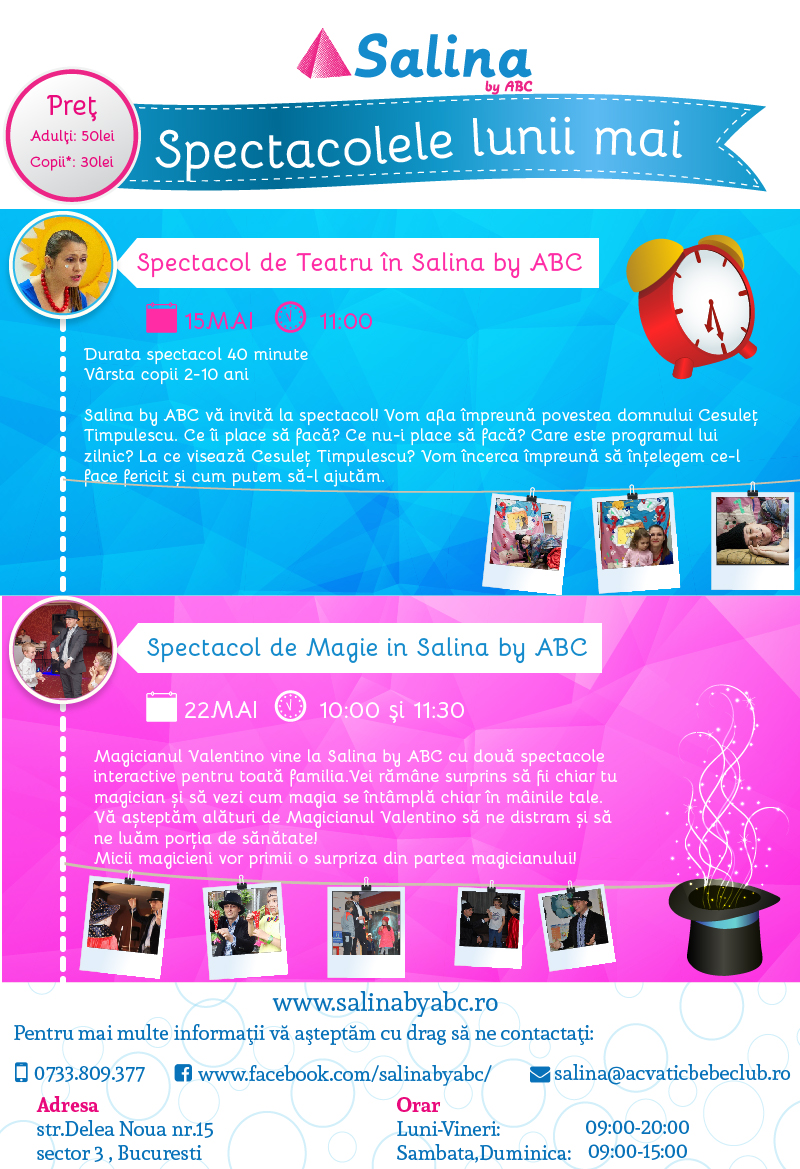 Salina
by ABC
Preţ
Adulţi: 50lei
Copii*: 30lei
Spectacolele lunii mai
Spectacol de Teatru în Salina by ABC
15MAI 11:00
Durata spectacol 40 minute
Vârsta copii 2-10 ani
Salina by ABC vă invită la spectacol! Vom afla împreună povestea domnului Cesuleț
Timpulescu. Ce îi place să facă? Ce nu-i place să facă? Care este programul lui
zilnic? La ce visează Cesuleț Timpulescu? Vom încerca împreună să înțelegem ce-l
face fericit și cum putem să-l ajutăm.
Spectacol de Magie in Salina by ABC
22MAI 10:00 şi 11:30
Magicianul Valentino vine la Salina by ABC cu două spectacole
interactive pentru toată familia.Vei rămâne surprins să fii chiar tu
magician și să vezi cum magia se întâmplă chiar în mâinile tale.
Vă așteptăm alături de Magicianul Valentino să ne distram și să
ne luăm porția de sănătate!
Micii magicieni vor primii o surpriza din partea magicianului!
www.salinabyabc.ro
Pentru mai multe informaţii vă aşteptăm cu drag să ne contactaţi:
0733.809.377 www.facebook.com/salinabyabc/ salina@acvaticbebeclub.ro
Adresa
str.Delea Noua nr.15
sector 3 , Bucuresti
Orar
Luni-Vineri: 09:00-20:00
Sambata,Duminica: 09:00-15:00